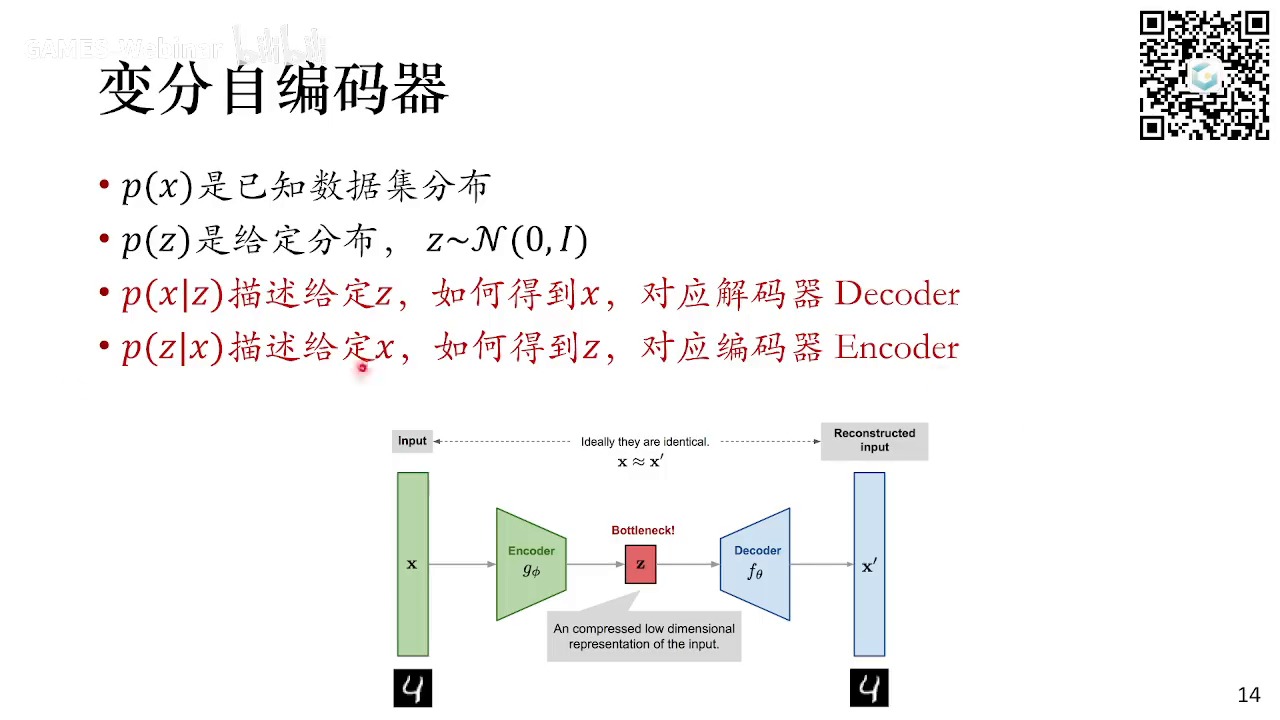 GAMES-Webinar bilibili
变分自编码器
• p(x)是已知数据集分布
• p(z)是给定分布， z~𝒩(0, I)
• p(x|z)描述给定z，如何得到x，对应解码器 Decoder
• p(z|x)描述给定x，如何得到z，对应编码器 Encoder
Input
Ideally they are identical.
x ≈ x′
Reconstructed
input
Bottleneck!
x
Encoder
gϕ
z
Decoder
fθ
x′
An compressed low dimensional
representation of the input.
4
4
14